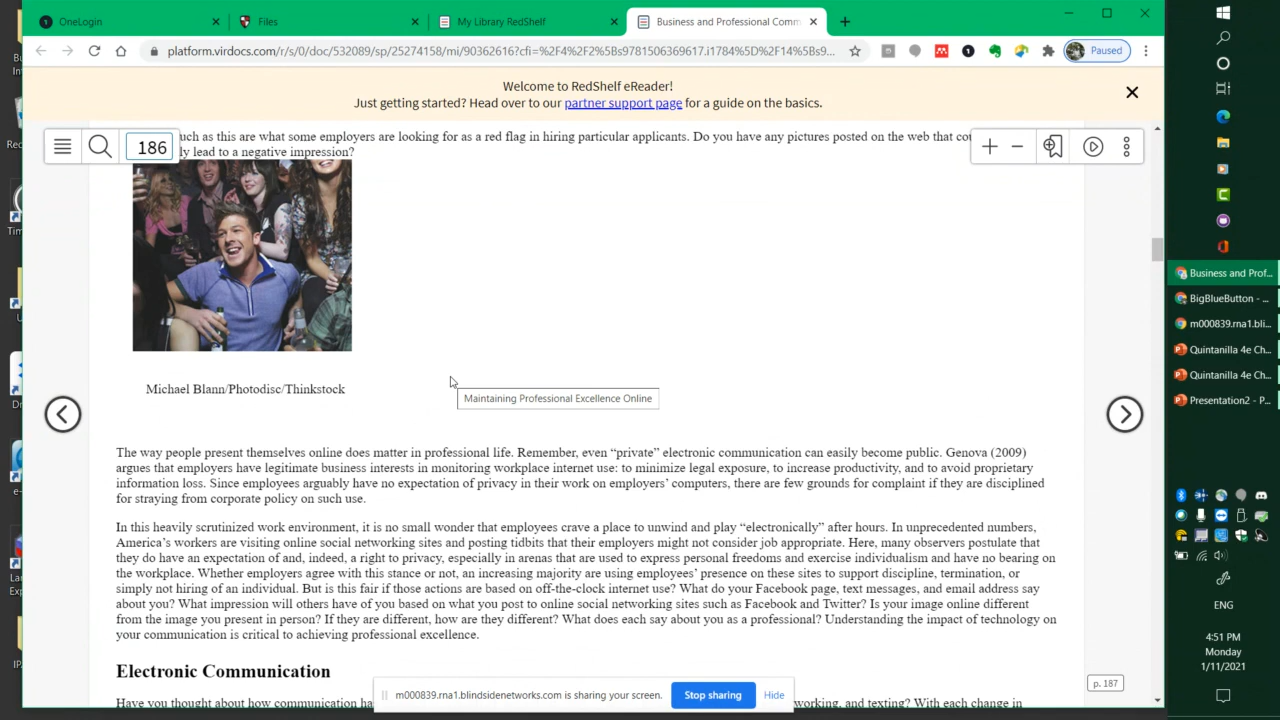 OneLogin
Files
My Library RedShelf
Business and Professional Comm
platform.virdocs.com/r/s/0/doc/532089/sp/25274158/mi/90362616?cfi=%2F4%2F2%5Bs9781506369617.i1784%5D%2F14%5Bs9...
Paused
Welcome to RedShelf eReader!
Just getting started? Head over to our partner support page for a guide on the basics.
186
uch as this are what some employers are looking for as a red flag in hiring particular applicants. Do you have any pictures posted on the web that cou
ly lead to a negative impression?
Michael Blann/Photodisc/Thinkstock
Maintaining Professional Excellence Online
The way people present themselves online does matter in professional life. Remember, even “private” electronic communication can easily become public. Genova (2009)
argues that employers have legitimate business interests in monitoring workplace internet use: to minimize legal exposure, to increase productivity, and to avoid proprietary
information loss. Since employees arguably have no expectation of privacy in their work on employers’ computers, there are few grounds for complaint if they are disciplined
for straying from corporate policy on such use.
In this heavily scrutinized work environment, it is no small wonder that employees crave a place to unwind and play “electronically” after hours. In unprecedented numbers,
America’s workers are visiting online social networking sites and posting tidbits that their employers might not consider job appropriate. Here, many observers postulate that
they do have an expectation of and, indeed, a right to privacy, especially in arenas that are used to express personal freedoms and exercise individualism and have no bearing on
the workplace. Whether employers agree with this stance or not, an increasing majority are using employees’ presence on these sites to support discipline, termination, or
simply not hiring of an individual. But is this fair if those actions are based on off-the-clock internet use? What do your Facebook page, text messages, and email address say
about you? What impression will others have of you based on what you post to online social networking sites such as Facebook and Twitter? Is your image online different
from the image you present in person? If they are different, how are they different? What does each say about you as a professional? Understanding the impact of technology on
your communication is critical to achieving professional excellence.
Electronic Communication
p. 187
Have you thought about how communication ha
working, and texting? With each change in
m000839.rna1.blindsidenetworks.com is sharing your screen.
Stop sharing
Hide
Business and Prof...
BigBlueButton - ...
m000839.rna1.bli...
Quintanilla 4e Ch...
Quintanilla 4e Ch...
Presentation2 - P...
ENG
4:51 PM
Monday
1/11/2021